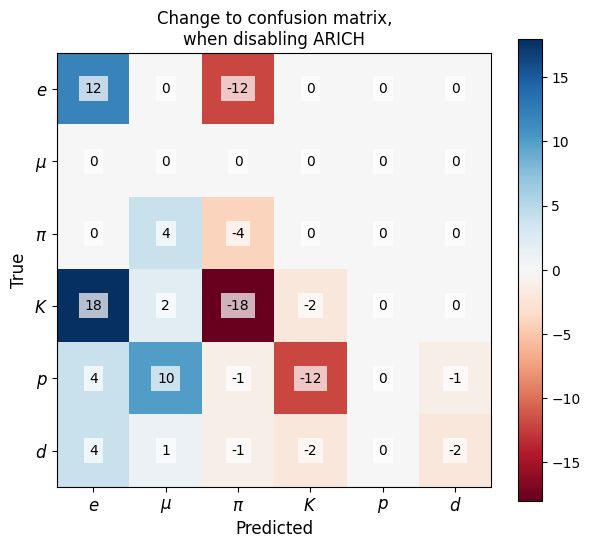 Change to confusion matrix,
when disabling ARICH
e 12 0 -12 0 0 0
μ 0 0 0 0 0 0
π 0 4 -4 0 0 0
K 18 2 -18 -2 0 0
p 4 10 -1 -12 0 -1
d 4 1 -1 -2 0 -2
e μ π K p d
True
Predicted
15
10
5
0
−5
−10
−15